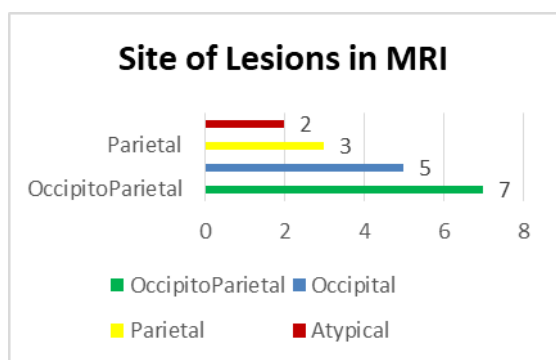 Site of Lesions in MRI
2
Parietal 3
5
OccipitoParietal 7
0 2 4 6 8
OccipitoParietal Occipital
Parietal Atypical